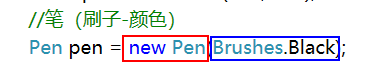 //笔（刷子-颜色）
Pen pen = new Pen(Brushes.Black);